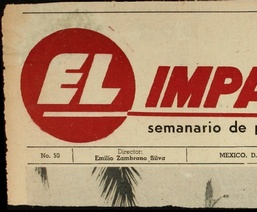 EL IMPA
semanario de p
No. 50
Director:
Emilio Zambrano Silva
MEXICO. D.